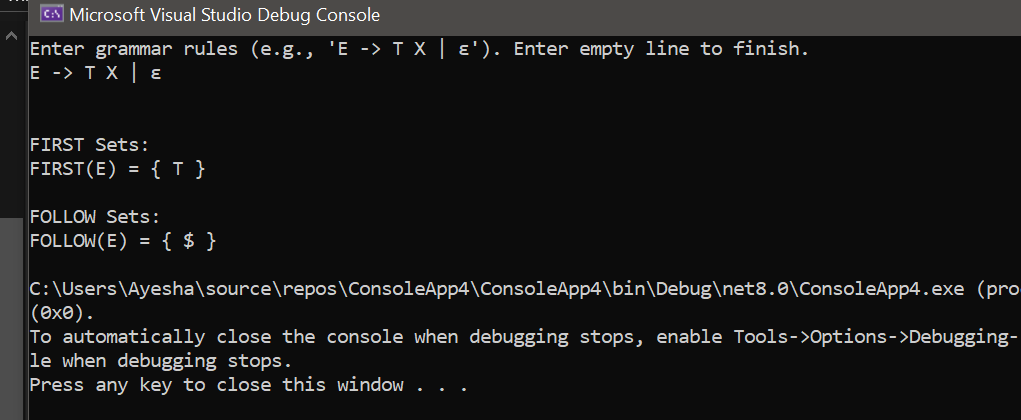 Microsoft Visual Studio Debug Console
Enter grammar rules (e.g., 'E -> T X | ε'). Enter empty line to finish.
E -> T X | ε
FIRST Sets:
FIRST(E) = { T }
FOLLOW Sets:
FOLLOW(E) = { $ }
C:\Users\Ayesha\source\repos\ConsoleApp4\ConsoleApp4\bin\Debug\net8.0\ConsoleApp4.exe (pro
(0x0).
To automatically close the console when debugging stops, enable Tools->Options->Debugging-
le when debugging stops.
Press any key to close this window . . .